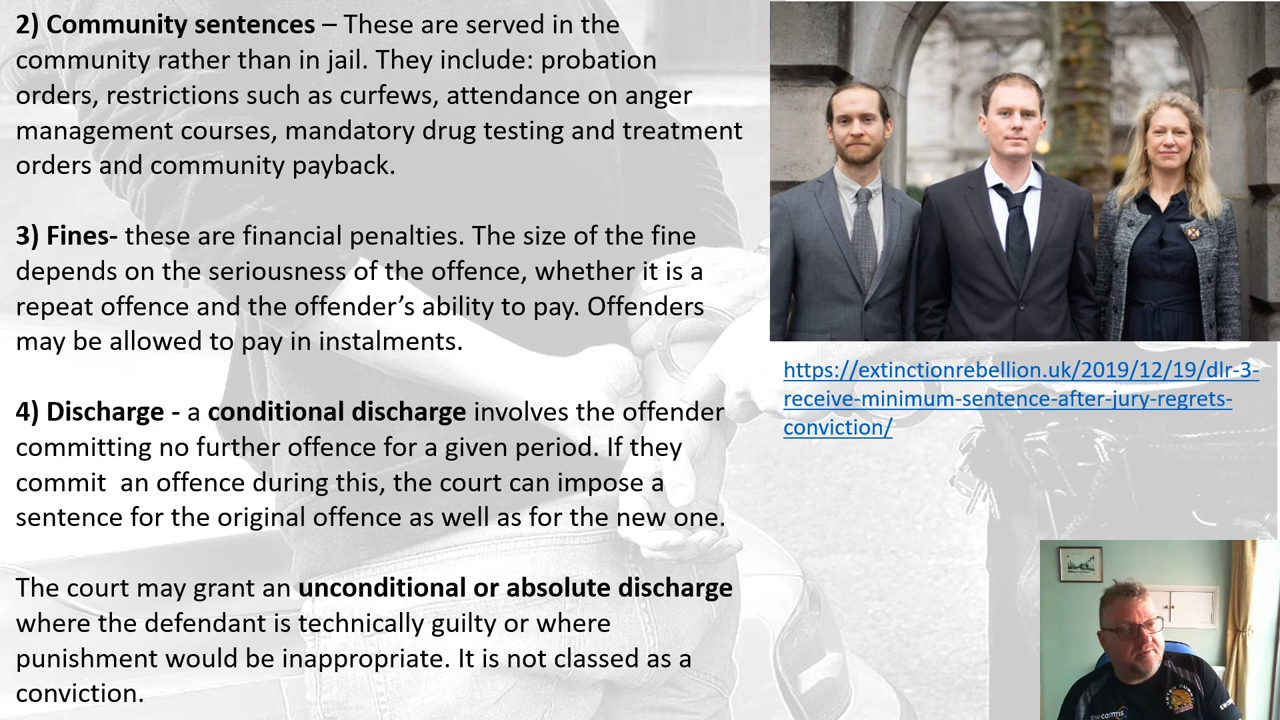 2) Community sentences – These are served in the
community rather than in jail. They include: probation
orders, restrictions such as curfews, attendance on anger
management courses, mandatory drug testing and treatment
orders and community payback.
3) Fines- these are financial penalties. The size of the fine
depends on the seriousness of the offence, whether it is a
repeat offence and the offender’s ability to pay. Offenders
may be allowed to pay in instalments.
4) Discharge - a conditional discharge involves the offender
committing no further offence for a given period. If they
commit  an offence during this, the court can impose a
sentence for the original offence as well as for the new one.
The court may grant an unconditional or absolute discharge
where the defendant is technically guilty or where
punishment would be inappropriate. It is not classed as a
conviction.
https://extinctionrebellion.uk/2019/12/19/dlr-3-
receive-minimum-sentence-after-jury-regrets-
conviction/
swcomms